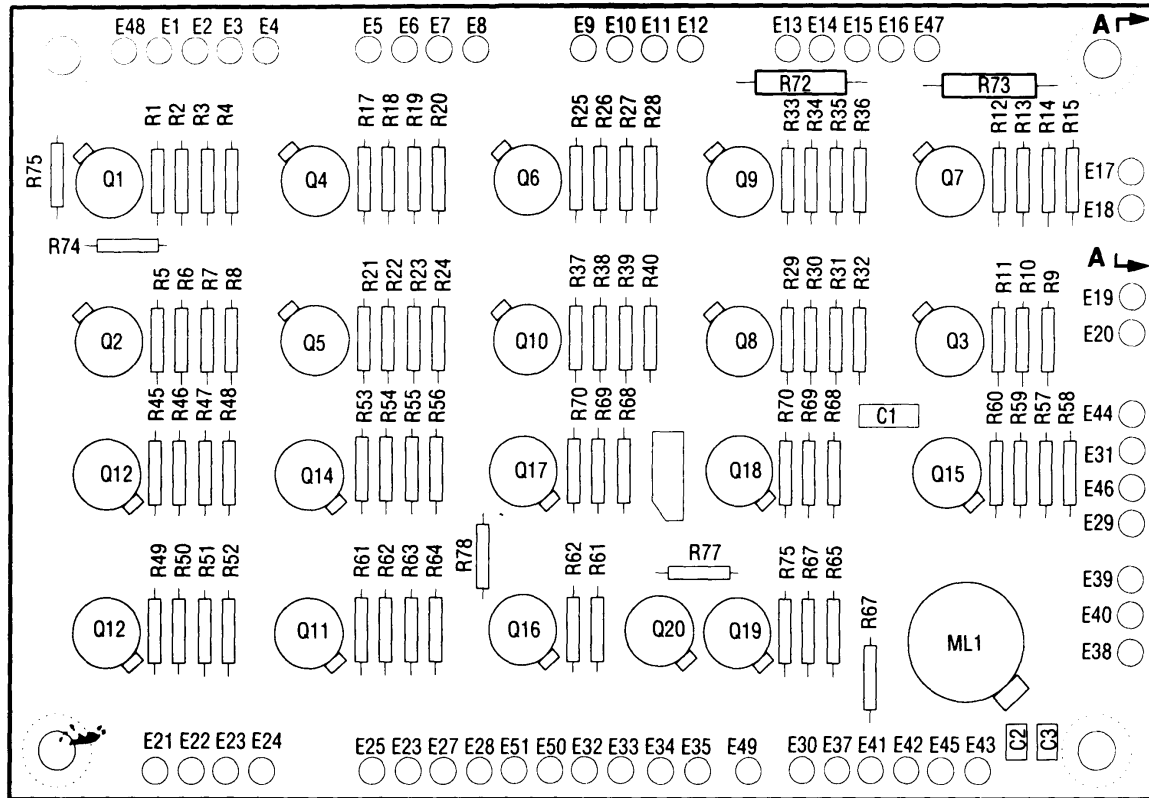 E48 E1 E2 E3 E4 E5 E6 E7 E8 E9 E10 E11 E12 E13 E14 E15 E16 E47 A
R72 R73
R1 R2 R3 R4 R17 R18 R19 R20 R25 R26 R27 R28 R33 R34 R35 R36 R12 R13 R14 R15
R75 Q1 Q4 Q6 Q9 Q7 E17
E18
R74 A
R5 R6 R7 R8 R21 R22 R23 R24 R37 R38 R39 R40 R29 R30 R31 R32 R11 R10 R9 E19
Q2 Q5 Q10 Q8 Q3 E20
R45 R46 R47 R48 R53 R54 R55 R56 R70 R69 R68 R70 R69 R68 C1 R60 R59 R57 R58 E44
E31
Q12 Q14 Q17 Q18 Q15 E46
E29
R49 R50 R51 R52 R61 R62 R63 R64 R78 R62 R61 R77 R75 R67 R65 E39
R67 E40
Q12 Q11 Q16 Q20 Q19 ML1 E38
E21 E22 E23 E24 E25 E23 E27 E28 E51 E50 E32 E33 E34 E35 E49 E30 E37 E41 E42 E45 E43 C2 C3